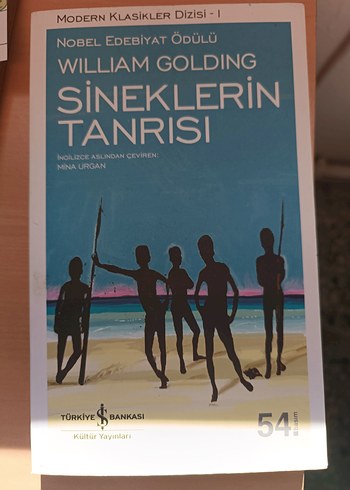 MODERN KLASİKLER DİZİSİ - I
NOBEL EDEBİYAT ÖDÜLÜ
WILLIAM GOLDING
SİNEKLERİN
TANRISI
İNGİLİZCE ASLINDAN ÇEVİREN:
MİNA URGAN
TÜRKİYE İŞ BANKASI
Kültür Yayınları
54